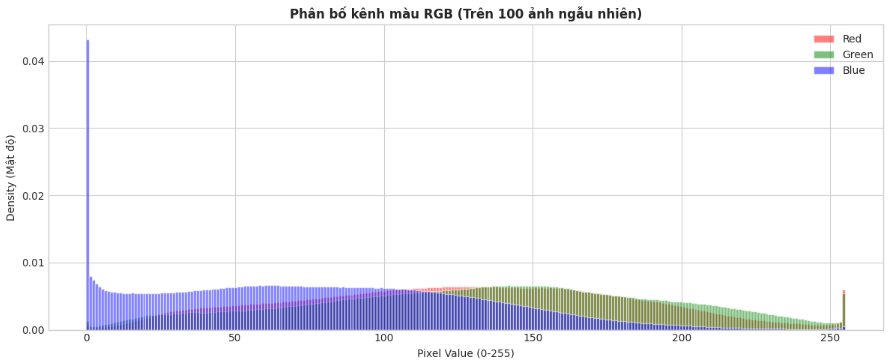 Phân bố kênh màu RGB (Trên 100 ảnh ngẫu nhiên)
Red
Green
Blue
Density (Mật độ)
0.04
0.03
0.02
0.01
0.00
0 50 100 150 200 250
Pixel Value (0-255)